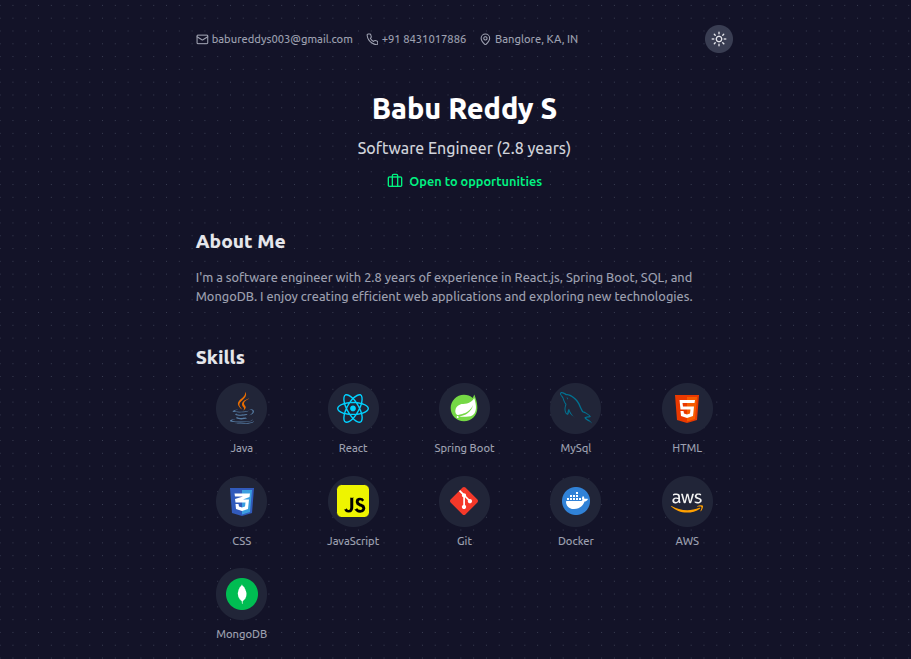 babureddys003@gmail.com +91 8431017886 Banglore, KA, IN
Babu Reddy S
Software Engineer (2.8 years)
Open to opportunities
About Me
I'm a software engineer with 2.8 years of experience in React.js, Spring Boot, SQL, and
MongoDB. I enjoy creating efficient web applications and exploring new technologies.
Skills
Java React Spring Boot MySql HTML
JS aws
CSS JavaScript Git Docker AWS
MongoDB